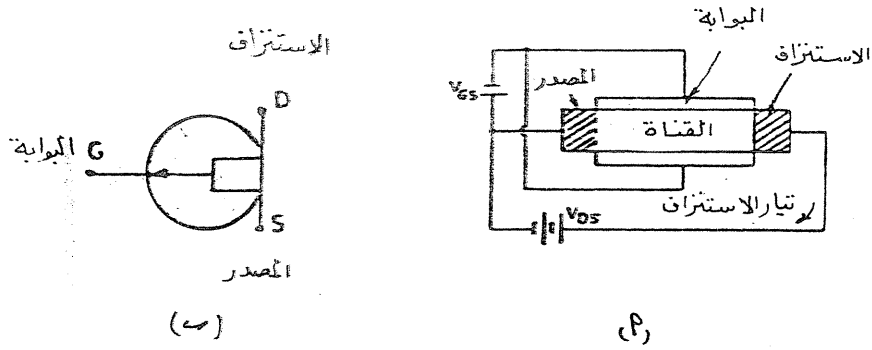 البوابة
الاستنزاف
المصدر
V_GS
القناة
تيار الاستنزاف
V_DS
(أ)
الاستنزاف
D
البوابة G
S
المصدر
(ب)